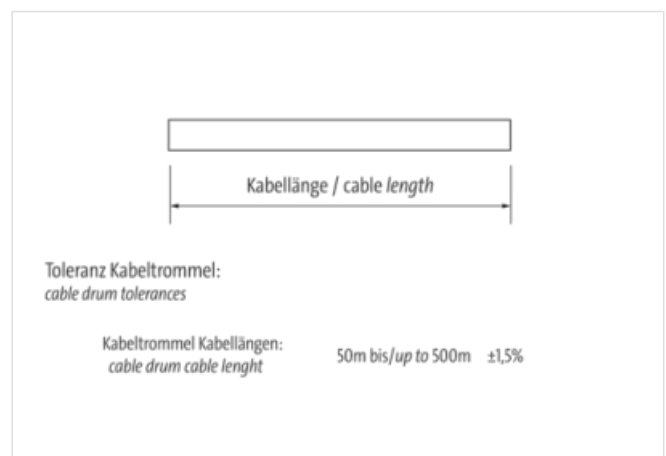 Kabellänge / cable length
Toleranz Kabeltrommel:
cable drum tolerances
Kabeltrommel Kabellängen:
cable drum cable lenght
50m bis/up to 500m ±1,5%